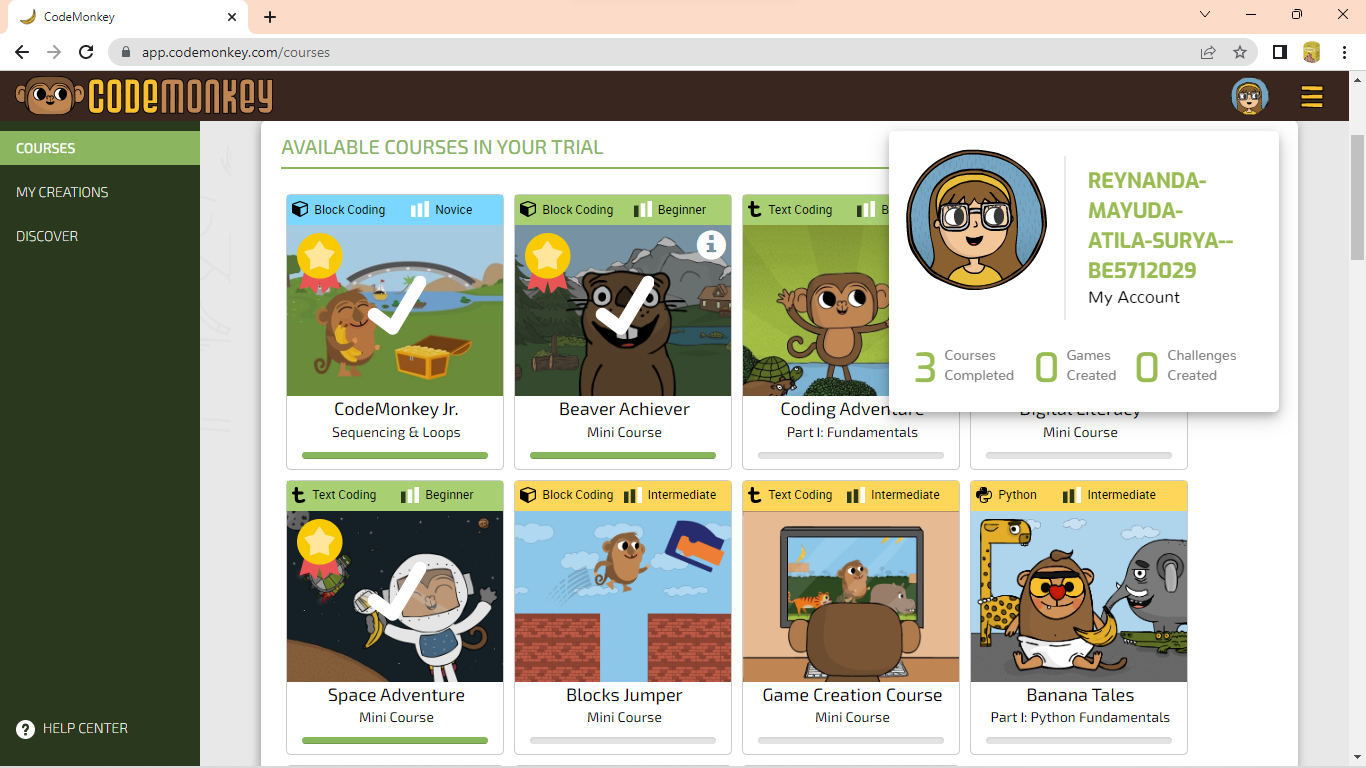 CodeMonkey
app.codemonkey.com/courses
CODEMONKEY
COURSES
MY CREATIONS
DISCOVER
HELP CENTER
AVAILABLE COURSES IN YOUR TRIAL
REYNANDA-
MAYUDA-
ATILA-SURYA--
BE5712029
My Account
3 Courses Completed
0 Games Created
0 Challenges Created
Block Coding Novice
CodeMonkey Jr.
Sequencing & Loops
Block Coding Beginner
Beaver Achiever
Mini Course
Text Coding B
Coding Adventure
Part I: Fundamentals
Digital Literacy
Mini Course
Text Coding Beginner
Space Adventure
Mini Course
Block Coding Intermediate
Blocks Jumper
Mini Course
Text Coding Intermediate
Game Creation Course
Mini Course
Python Intermediate
Banana Tales
Part I: Python Fundamentals